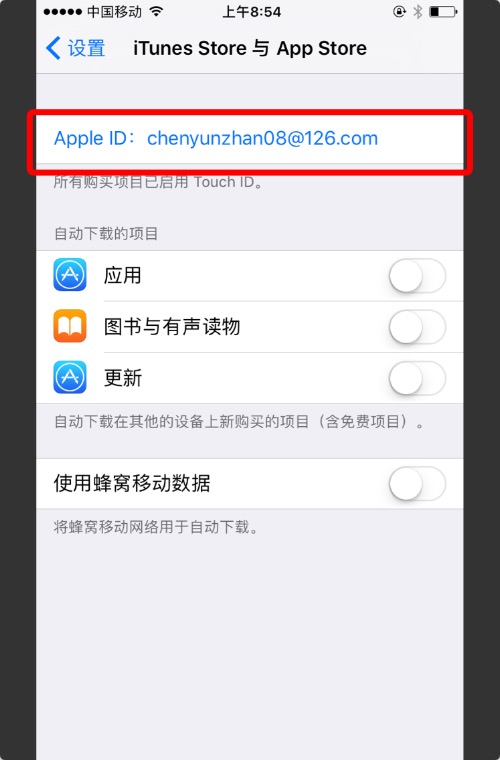 中国移动 上午8:54
设置 iTunes Store 与 App Store
Apple ID：chenyunzhan08@126.com
所有购买项目已启用 Touch ID。
自动下载的项目
应用
图书与有声读物
更新
自动下载在其他的设备上新购买的项目（含免费项目）。
使用蜂窝移动数据
将蜂窝移动网络用于自动下载。